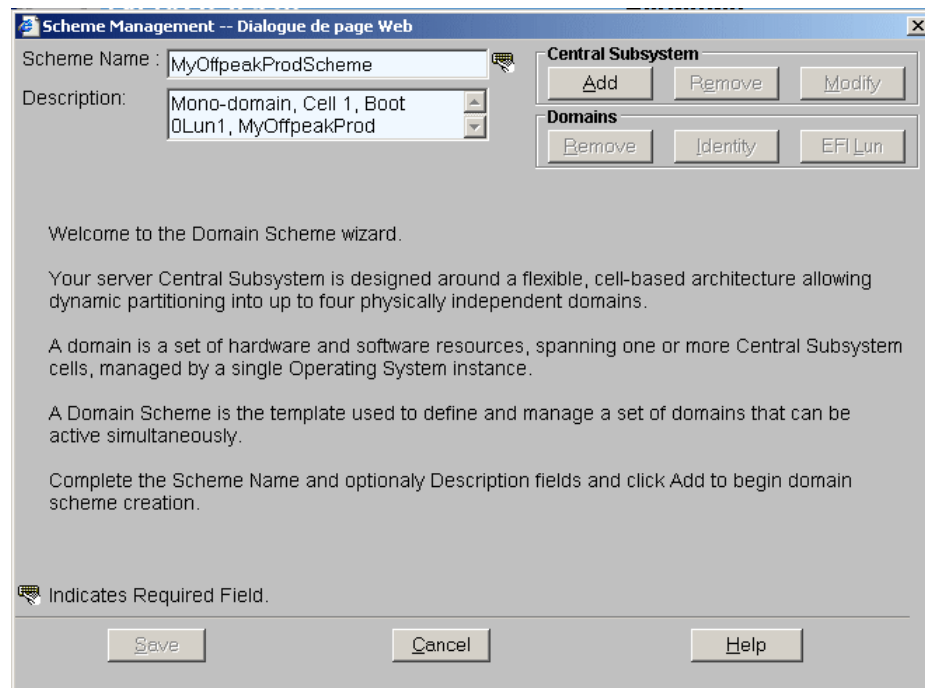 Scheme Management -- Dialogue de page Web
Scheme Name :
MyOffpeakProdScheme
Description:
Mono-domain, Cell 1, Boot
0Lun1, MyOffpeakProd
Central Subsystem
Add
Remove
Modify
Domains
Remove
Identity
EFI Lun
Welcome to the Domain Scheme wizard.
Your server Central Subsystem is designed around a flexible, cell-based architecture allowing
dynamic partitioning into up to four physically independent domains.
A domain is a set of hardware and software resources, spanning one or more Central Subsystem
cells, managed by a single Operating System instance.
A Domain Scheme is the template used to define and manage a set of domains that can be
active simultaneously.
Complete the Scheme Name and optionaly Description fields and click Add to begin domain
scheme creation.
Indicates Required Field.
Save
Cancel
Help